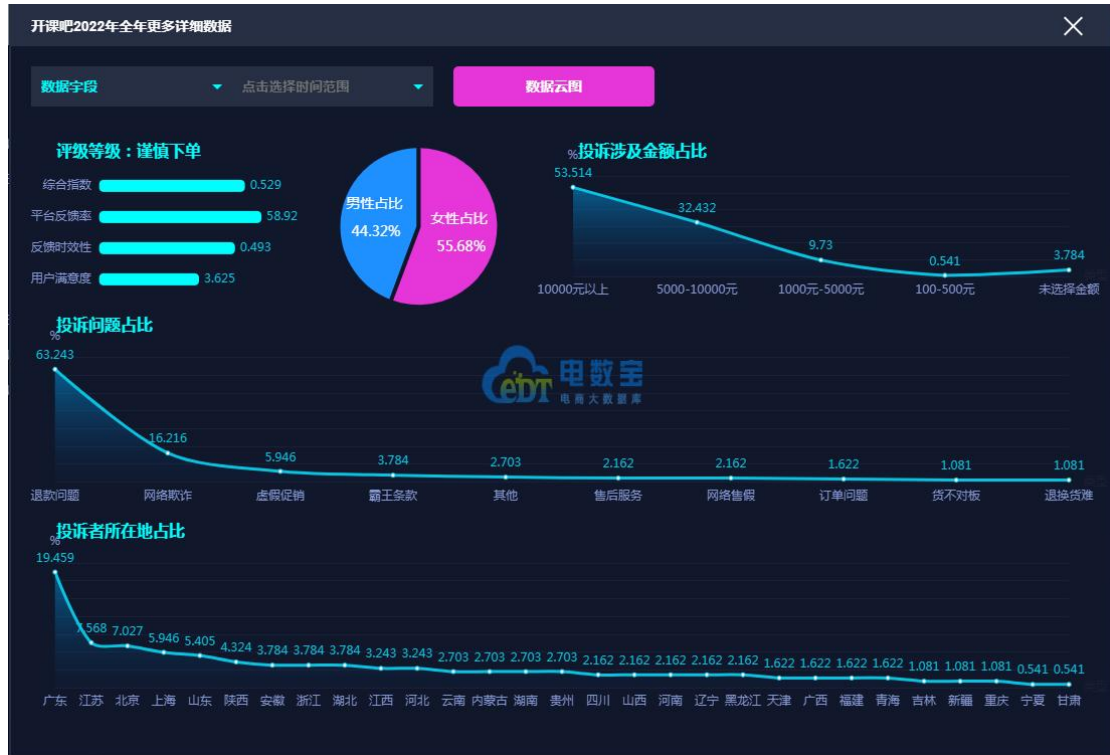 开课吧2022年全年更多详细数据
数据字段 点击选择时间范围 数据云图
评级等级：谨慎下单
综合指数 0.529
平台反馈率 58.92
反馈时效性 0.493
用户满意度 3.625
男性占比
44.32%
女性占比
55.68%
%投诉涉及金额占比
53.514 32.432 9.73 0.541 3.784
10000元以上 5000-10000元 1000元-5000元 100-500元 未选择金额
投诉问题占比
%
63.243 16.216 5.946 3.784 2.703 2.162 2.162 1.622 1.081 1.081
退款问题 网络欺诈 虚假促销 霸王条款 其他 售后服务 网络售假 订单问题 货不对板 退换货难
eDT 电数宝
电商大数据库
投诉者所在地占比
%
19.459 7.568 7.027 5.946 5.405 4.324 3.784 3.784 3.784 3.243 3.243 2.703 2.703 2.703 2.703 2.162 2.162 2.162 2.162 2.162 1.622 1.622 1.622 1.622 1.081 1.081 1.081 0.541 0.541
广东 江苏 北京 上海 山东 陕西 安徽 浙江 湖北 江西 河北 云南 内蒙古 湖南 贵州 四川 山西 河南 辽宁 黑龙江 天津 广西 福建 青海 吉林 新疆 重庆 宁夏 甘肃